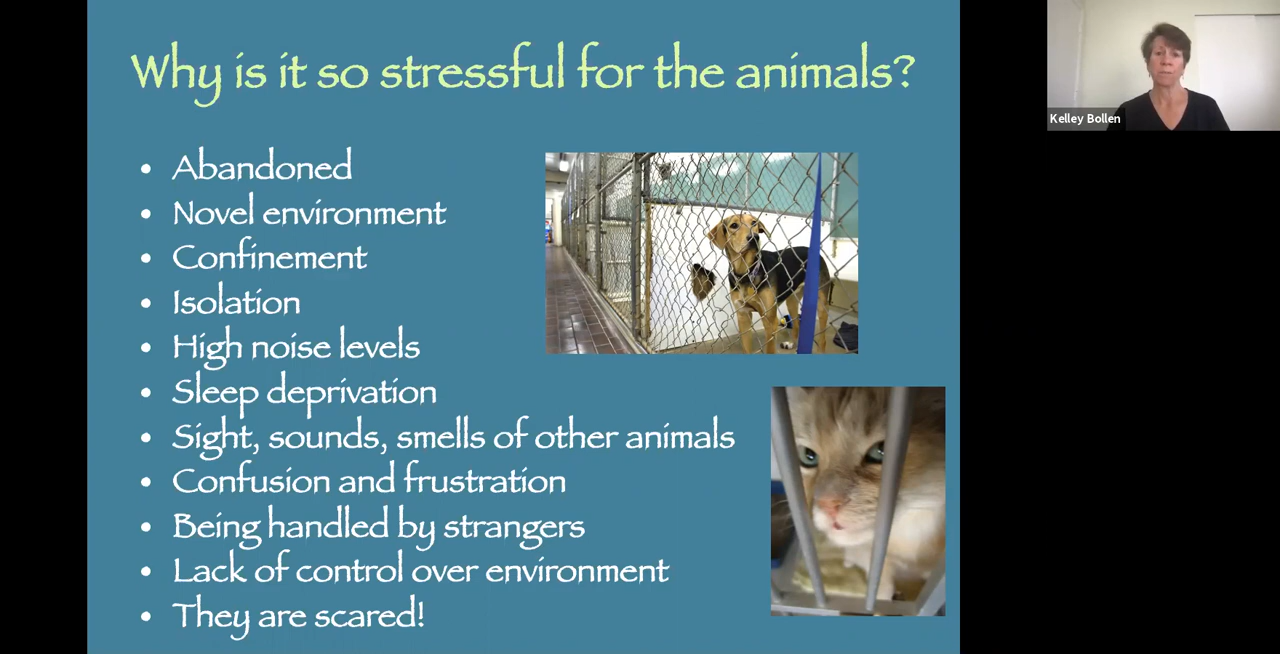 Why is it so stressful for the animals?
Kelley Bollen
• Abandoned
• Novel environment
• Confinement
• Isolation
• High noise levels
• Sleep deprivation
• Sight, sounds, smells of other animals
• Confusion and frustration
• Being handled by strangers
• Lack of control over environment
• They are scared!